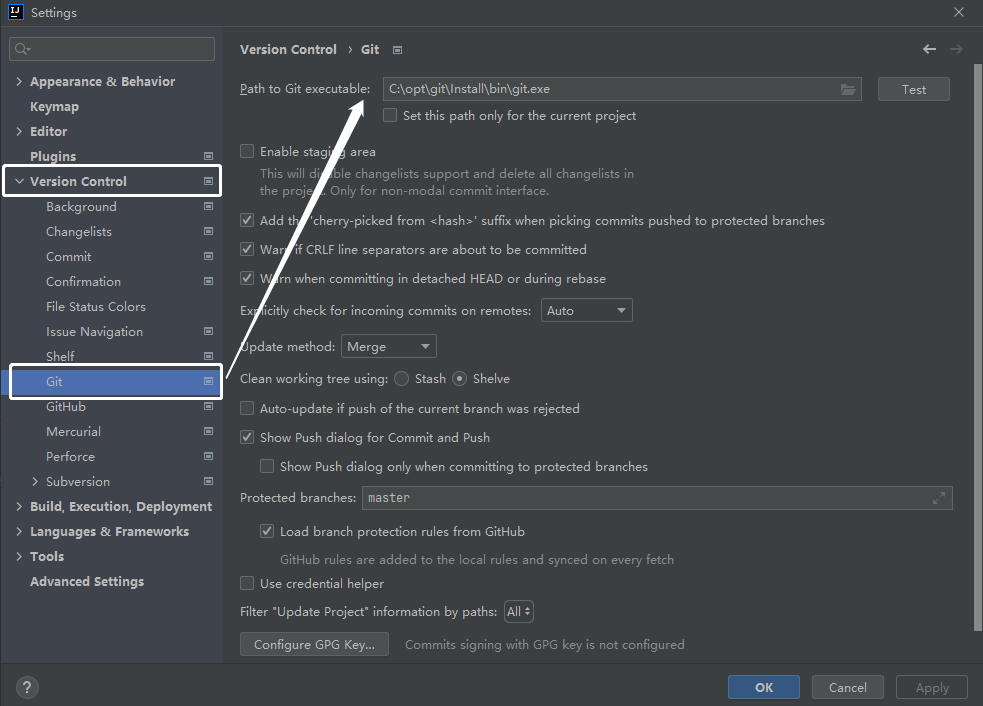 IJ Settings
Appearance & Behavior
Keymap
Editor
Plugins
Version Control
Background
Changelists
Commit
Confirmation
File Status Colors
Issue Navigation
Shelf
Git
GitHub
Mercurial
Perforce
Subversion
Build, Execution, Deployment
Languages & Frameworks
Tools
Advanced Settings
Version Control › Git
Path to Git executable: C:\opt\git\Install\bin\git.exe Test
Set this path only for the current project
Enable staging area
This will disable changelists support and delete all changelists in
the project. Only for non-modal commit interface.
Add the 'cherry-picked from <hash>' suffix when picking commits pushed to protected branches
Warn if CRLF line separators are about to be committed
Warn when committing in detached HEAD or during rebase
Explicitly check for incoming commits on remotes: Auto
Update method: Merge
Clean working tree using: Stash Shelve
Auto-update if push of the current branch was rejected
Show Push dialog for Commit and Push
Show Push dialog only when committing to protected branches
Protected branches: master
Load branch protection rules from GitHub
GitHub rules are added to the local rules and synced on every fetch
Use credential helper
Filter "Update Project" information by paths: All
Configure GPG Key... Commits signing with GPG key is not configured
? OK Cancel Apply